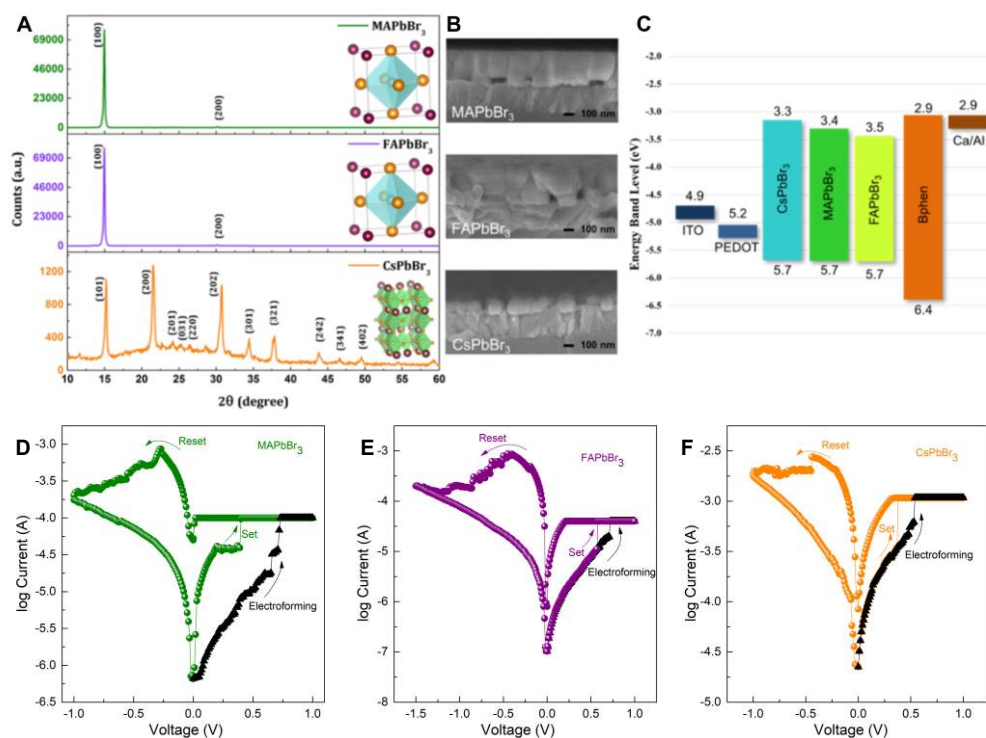 A
MAPbBr3
69000
46000
23000
0
(100)
(200)
FAPbBr3
69000
46000
23000
0
(100)
(200)
CsPbBr3
1200
800
400
0
(101)
(200)
(201)
(031)
(220)
(202)
(301)
(321)
(242)
(341)
(402)
Counts (a.u.)
10 15 20 25 30 35 40 45 50 55 60
2θ (degree)
B
MAPbBr3
100 nm
FAPbBr3
100 nm
CsPbBr3
100 nm
C
Energy Band Level (eV)
-2.0
-2.5
-3.0
-3.5
-4.0
-4.5
-5.0
-5.5
-6.0
-6.5
-7.0
4.9
ITO
5.2
PEDOT
3.3
CsPbBr3
5.7
3.4
MAPbBr3
5.7
3.5
FAPbBr3
5.7
2.9
Bphen
6.4
2.9
Ca/Al
D
log Current (A)
-3.0
-3.5
-4.0
-4.5
-5.0
-5.5
-6.0
-6.5
Reset
MAPbBr3
Set
Electroforming
-1.0 -0.5 0.0 0.5 1.0
Voltage (V)
E
log Current (A)
-3
-4
-5
-6
-7
-8
Reset
FAPbBr3
Set
Electroforming
-1.5 -1.0 -0.5 0.0 0.5 1.0
Voltage (V)
F
log Current (A)
-2.5
-3.0
-3.5
-4.0
-4.5
-5.0
Reset
CsPbBr3
Set
Electroforming
-1.0 -0.5 0.0 0.5 1.0
Voltage (V)